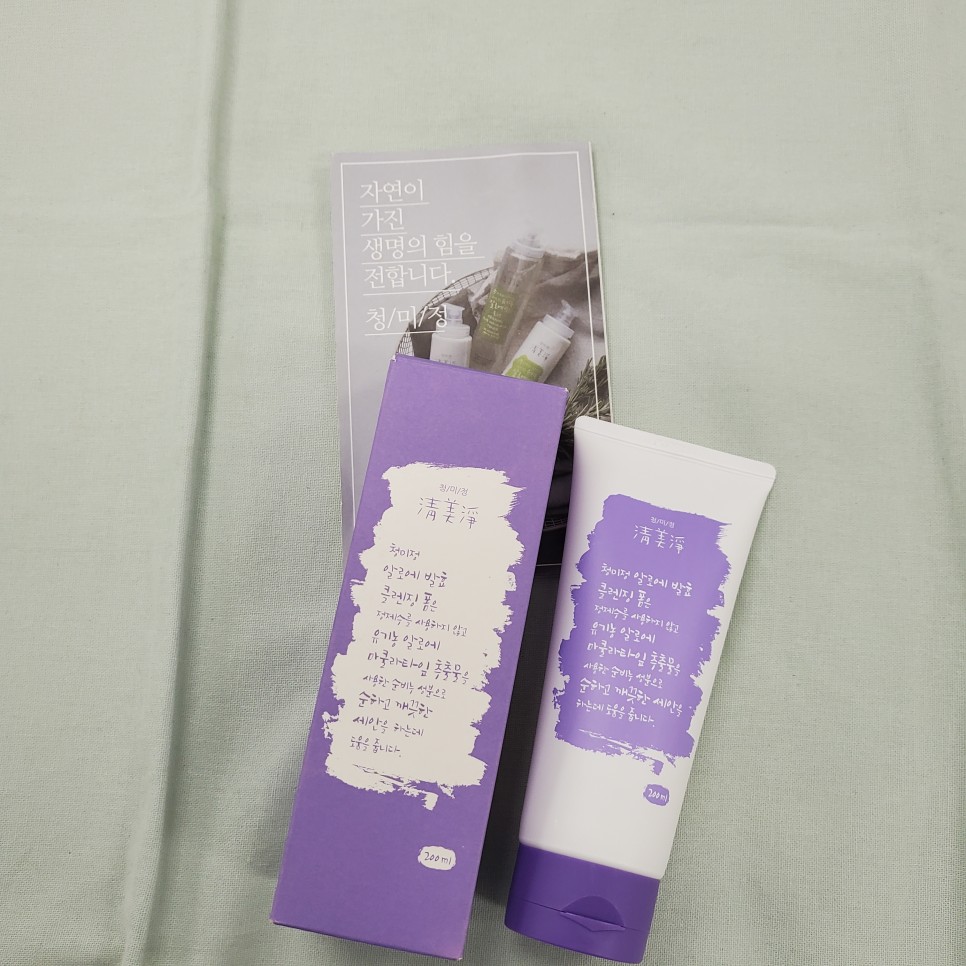 자연이
가진
생명의 힘을
전합니다.
청/미/정
청/미/정
清美淨
청미정
알로에 발효
클렌징 폼은
정제수를 사용하지 않고
유기농 알로에
마쿨라타임 추출물을
사용한 순비누 성분으로
순하고 깨끗한
세안을 하는데
도움을 줍니다.
200ml
청/미/정
清美淨
청미정 알로에 발효
클렌징 폼은
정제수를 사용하지 않고
유기농 알로에
마쿨라타임 추출물을
사용한 순비누 성분으로
순하고 깨끗한 세안을
하는데 도움을 줍니다.
200ml